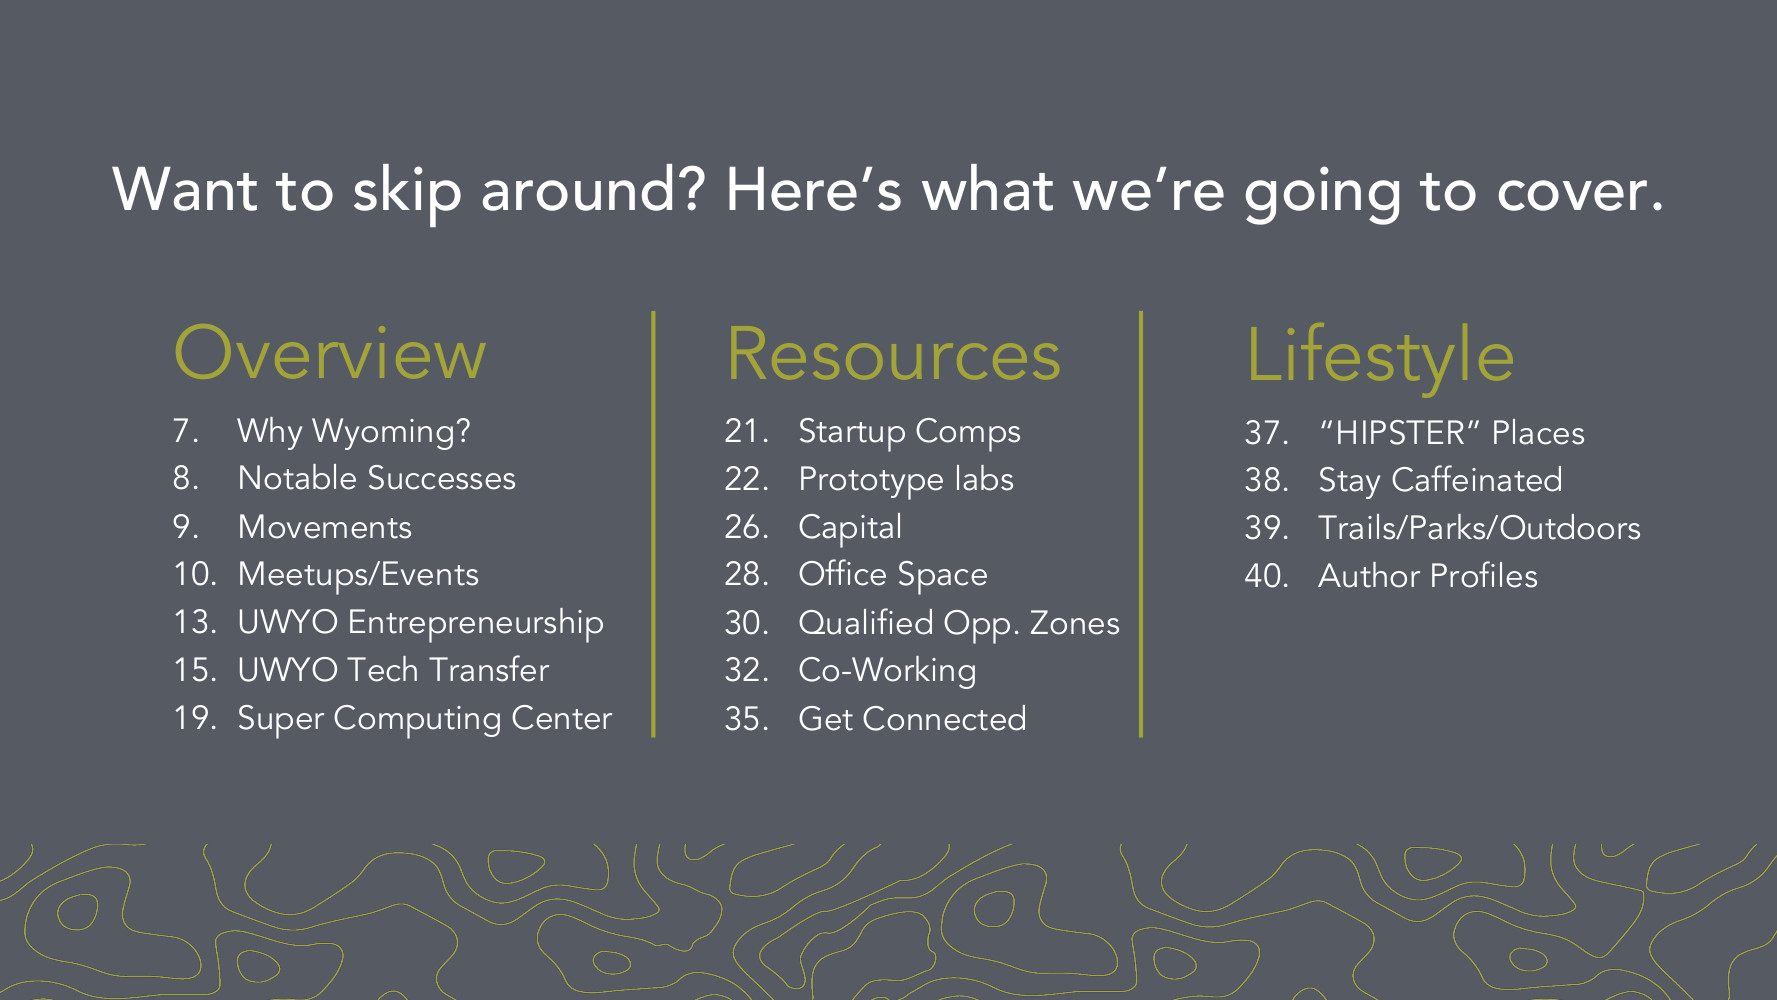 Want to skip around? Here’s what we’re going to cover.
Overview
7. Why Wyoming?
8. Notable Successes
9. Movements
10. Meetups/Events
13. UWYO Entrepreneurship
15. UWYO Tech Transfer
19. Super Computing Center
Resources
21. Startup Comps
22. Prototype labs
26. Capital
28. Office Space
30. Qualified Opp. Zones
32. Co-Working
35. Get Connected
Lifestyle
37. “HIPSTER” Places
38. Stay Caffeinated
39. Trails/Parks/Outdoors
40. Author Profiles